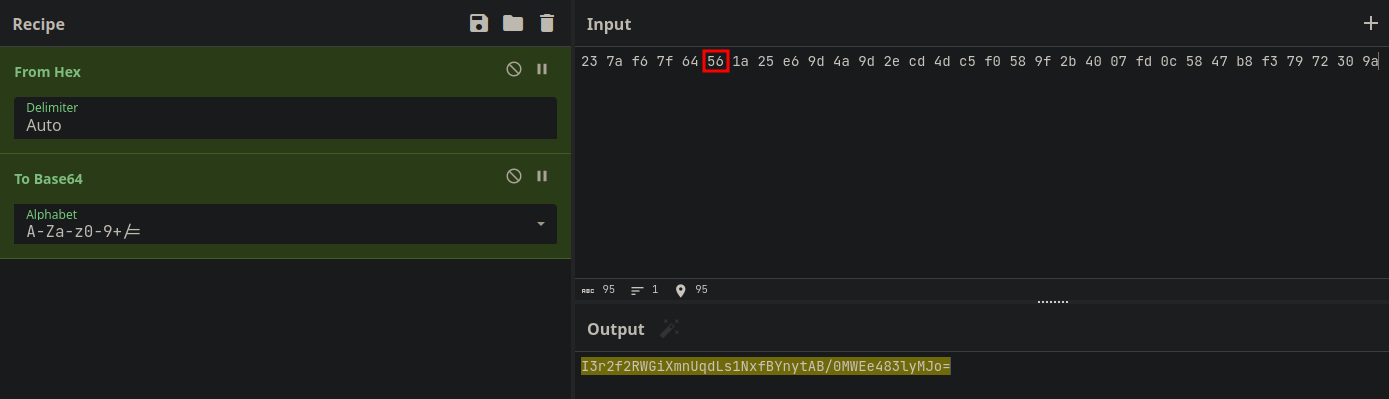 Recipe
From Hex
Delimiter
Auto
To Base64
Alphabet
A-Za-z0-9+/=
Input
23 7a f6 7f 64 56 1a 25 e6 9d 4a 9d 2e cd 4d c5 f0 58 9f 2b 40 07 fd 0c 58 47 b8 f3 79 72 30 9a
ABC 95 1 95
Output
I3r2f2RWGiXmnUqdLs1NxfBYnytAB/0MWEe483lyMJo=